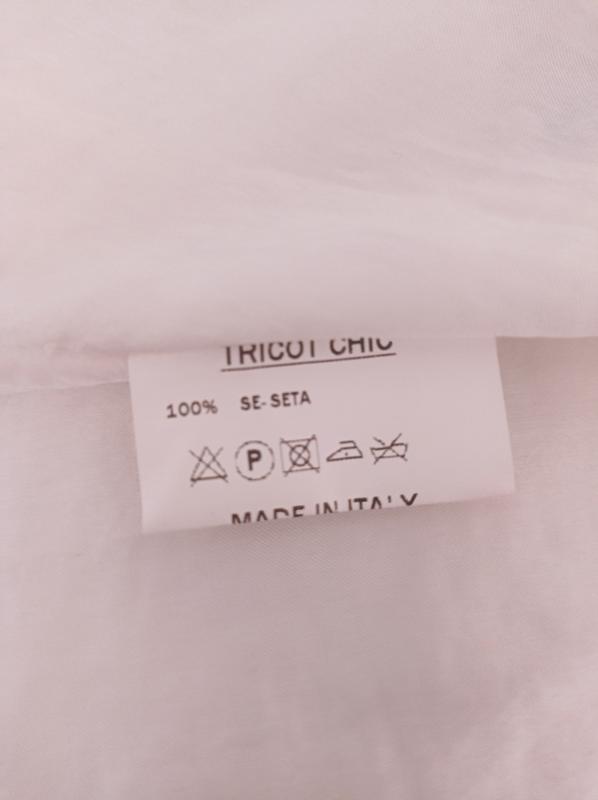 TRICOT CHIC
100% SE-SETA
P
MADE IN ITALY